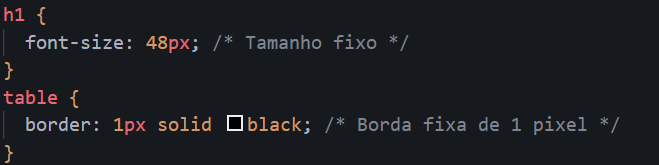 h1 {
font-size: 48px; /* Tamanho fixo */
}
table {
border: 1px solid black; /* Borda fixa de 1 pixel */
}